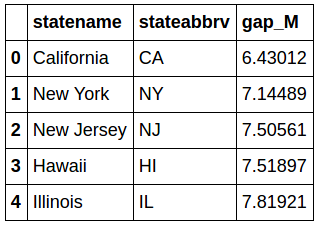 statename stateabbrv gap_M
0 California CA 6.43012
1 New York NY 7.14489
2 New Jersey NJ 7.50561
3 Hawaii HI 7.51897
4 Illinois IL 7.81921